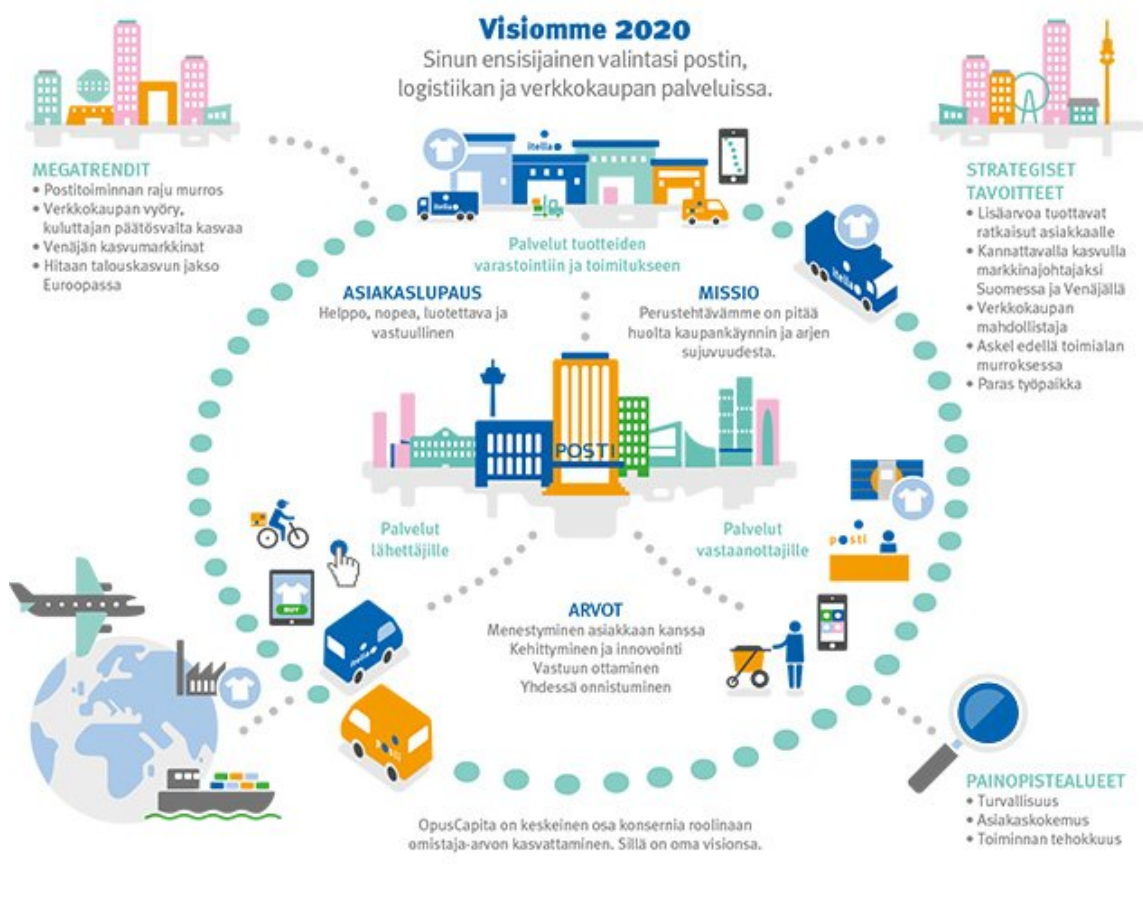 Visiomme 2020
Sinun ensisijainen valintasi postin,
logistiikan ja verkkokaupan palveluissa.
MEGATRENDIT
• Postitoiminnan raju murros
• Verkkokaupan vyöry,
kuluttajan päätösvalta kasvaa
• Venäjän kasvumarkkinat
• Hitaan talouskasvun jakso
Euroopassa
STRATEGISET
TAVOITTEET
• Lisäarvoa tuottavat
ratkaisut asiakkaalle
• Kannattavalla kasvulla
markkinajohtajaksi
Suomessa ja Venäjällä
• Verkkokaupan
mahdollistaja
• Askel edellä toimialan
murroksessa
• Paras työpaikka
itella
itella
Palvelut tuotteiden
varastointiin ja toimitukseen
itella
ASIAKASLUPAUS
Helppo, nopea, luotettava ja
vastuullinen
MISSIO
Perustehtävämme on pitää
huolta kaupankäynnin ja arjen
sujuvuudesta.
POSTI
Palvelut
lähettäjille
Palvelut
vastaanottajille
posti
BUY
itella
posti
ARVOT
Menestyminen asiakkaan kanssa
Kehittyminen ja innovointi
Vastuun ottaminen
Yhdessä onnistuminen
PAINOPISTEALUEET
• Turvallisuus
• Asiakaskokemus
• Toiminnan tehokkuus
OpusCapita on keskeinen osa konsernia roolinaan
omistaja-arvon kasvattaminen. Sillä on oma visionsa.